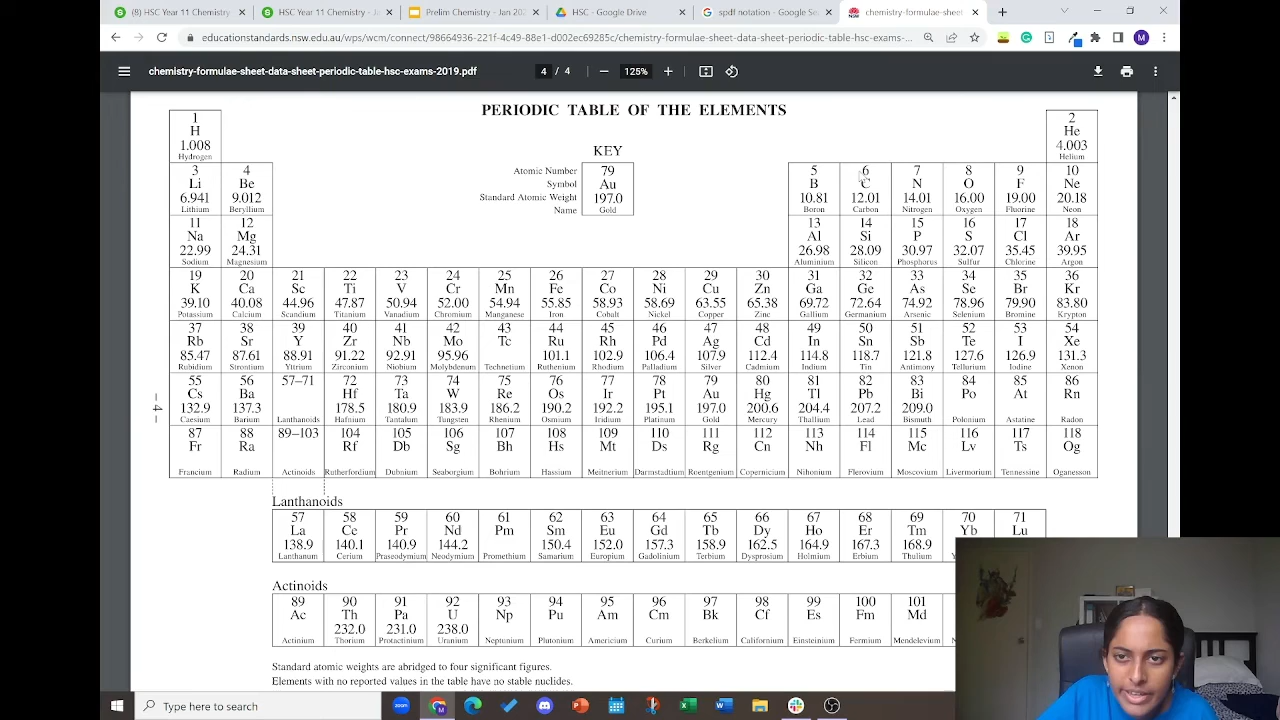 (8) HSC Year 11 Chemistry
HSC Year 11 Chemistry - J
Prelim Chemistry - Jan 202
HSC - Google Drive
spdf notation - Google Se
chemistry-formulae-sheet
educationstandards.nsw.edu.au/wps/wcm/connect/98664936-221f-4c49-88e1-d002ec69285c/chemistry-formulae-sheet-data-sheet-periodic-table-hsc-exams-...
M
chemistry-formulae-sheet-data-sheet-periodic-table-hsc-exams-2019.pdf
4 / 4
125%
PERIODIC TABLE OF THE ELEMENTS
KEY
Atomic Number 79
Symbol Au
Standard Atomic Weight 197.0
Name Gold
1 2
H He
1.008 4.003
Hydrogen Helium
3 4 5 6 7 8 9 10
Li Be B C N O F Ne
6.941 9.012 10.81 12.01 14.01 16.00 19.00 20.18
Lithium Beryllium Boron Carbon Nitrogen Oxygen Fluorine Neon
11 12 13 14 15 16 17 18
Na Mg Al Si P S Cl Ar
22.99 24.31 26.98 28.09 30.97 32.07 35.45 39.95
Sodium Magnesium Aluminium Silicon Phosphorus Sulfur Chlorine Argon
19 20 21 22 23 24 25 26 27 28 29 30 31 32 33 34 35 36
K Ca Sc Ti V Cr Mn Fe Co Ni Cu Zn Ga Ge As Se Br Kr
39.10 40.08 44.96 47.87 50.94 52.00 54.94 55.85 58.93 58.69 63.55 65.38 69.72 72.64 74.92 78.96 79.90 83.80
Potassium Calcium Scandium Titanium Vanadium Chromium Manganese Iron Cobalt Nickel Copper Zinc Gallium Germanium Arsenic Selenium Bromine Krypton
37 38 39 40 41 42 43 44 45 46 47 48 49 50 51 52 53 54
Rb Sr Y Zr Nb Mo Tc Ru Rh Pd Ag Cd In Sn Sb Te I Xe
85.47 87.61 88.91 91.22 92.91 95.96 101.1 102.9 106.4 107.9 112.4 114.8 118.7 121.8 127.6 126.9 131.3
Rubidium Strontium Yttrium Zirconium Niobium Molybdenum Technetium Ruthenium Rhodium Palladium Silver Cadmium Indium Tin Antimony Tellurium Iodine Xenon
55 56 57–71 72 73 74 75 76 77 78 79 80 81 82 83 84 85 86
Cs Ba Hf Ta W Re Os Ir Pt Au Hg Tl Pb Bi Po At Rn
132.9 137.3 178.5 180.9 183.9 186.2 190.2 192.2 195.1 197.0 200.6 204.4 207.2 209.0
Caesium Barium Lanthanoids Hafnium Tantalum Tungsten Rhenium Osmium Iridium Platinum Gold Mercury Thallium Lead Bismuth Polonium Astatine Radon
87 88 89–103 104 105 106 107 108 109 110 111 112 113 114 115 116 117 118
Fr Ra Rf Db Sg Bh Hs Mt Ds Rg Cn Nh Fl Mc Lv Ts Og
Francium Radium Actinoids Rutherfordium Dubnium Seaborgium Bohrium Hassium Meitnerium Darmstadtium Roentgenium Copernicium Nihonium Flerovium Moscovium Livermorium Tennessine Oganesson
– 4 –
Lanthanoids
57 58 59 60 61 62 63 64 65 66 67 68 69 70 71
La Ce Pr Nd Pm Sm Eu Gd Tb Dy Ho Er Tm Yb Lu
138.9 140.1 140.9 144.2 150.4 152.0 157.3 158.9 162.5 164.9 167.3 168.9
Lanthanum Cerium Praseodymium Neodymium Promethium Samarium Europium Gadolinium Terbium Dysprosium Holmium Erbium Thulium
Actinoids
89 90 91 92 93 94 95 96 97 98 99 100 101
Ac Th Pa U Np Pu Am Cm Bk Cf Es Fm Md
232.0 231.0 238.0
Actinium Thorium Protactinium Uranium Neptunium Plutonium Americium Curium Berkelium Californium Einsteinium Fermium Mendelevium
Standard atomic weights are abridged to four significant figures.
Elements with no reported values in the table have no stable nuclides.
Type here to search
zoom